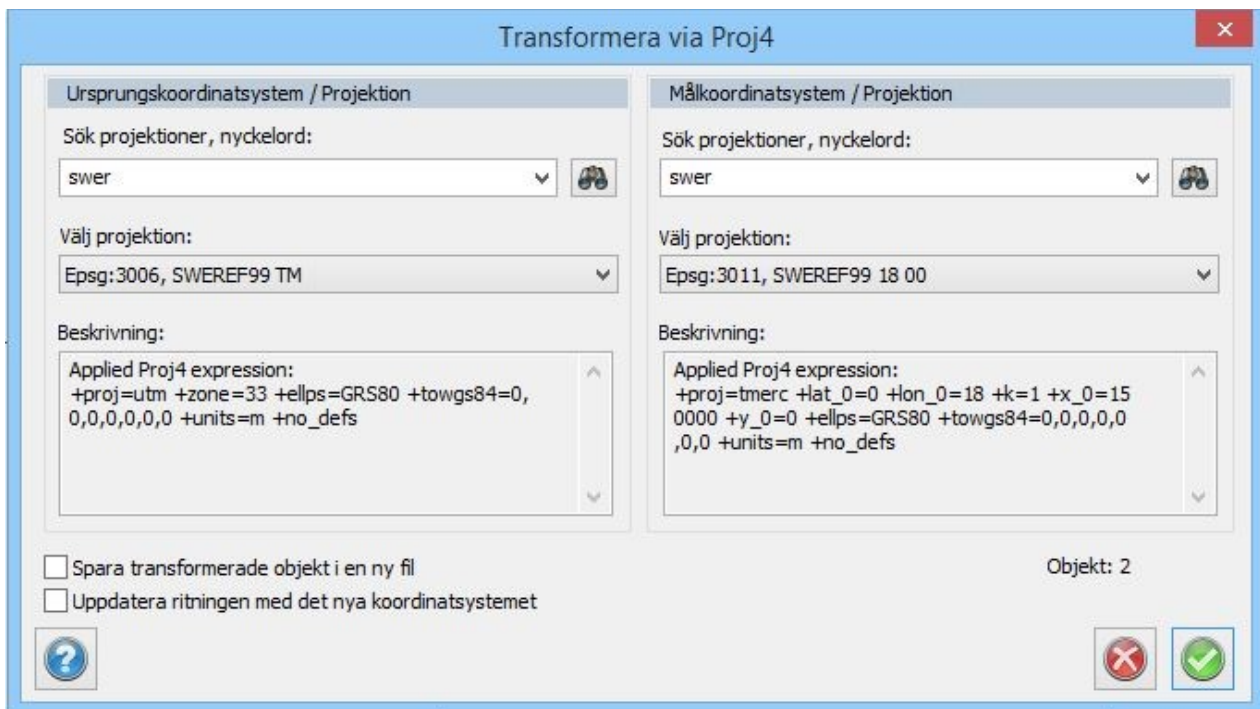 Transformera via Proj4
Ursprungskoordinatsystem / Projektion
Sök projektioner, nyckelord:
swer
Välj projektion:
Epsg:3006, SWEREF99 TM
Beskrivning:
Applied Proj4 expression:
+proj=utm +zone=33 +ellps=GRS80 +towgs84=0,
0,0,0,0,0,0 +units=m +no_defs
Målkoordinatsystem / Projektion
Sök projektioner, nyckelord:
swer
Välj projektion:
Epsg:3011, SWEREF99 18 00
Beskrivning:
Applied Proj4 expression:
+proj=tmerc +lat_0=0 +lon_0=18 +k=1 +x_0=15
0000 +y_0=0 +ellps=GRS80 +towgs84=0,0,0,0,0
,0,0 +units=m +no_defs
Spara transformerade objekt i en ny fil
Objekt: 2
Uppdatera ritningen med det nya koordinatsystemet